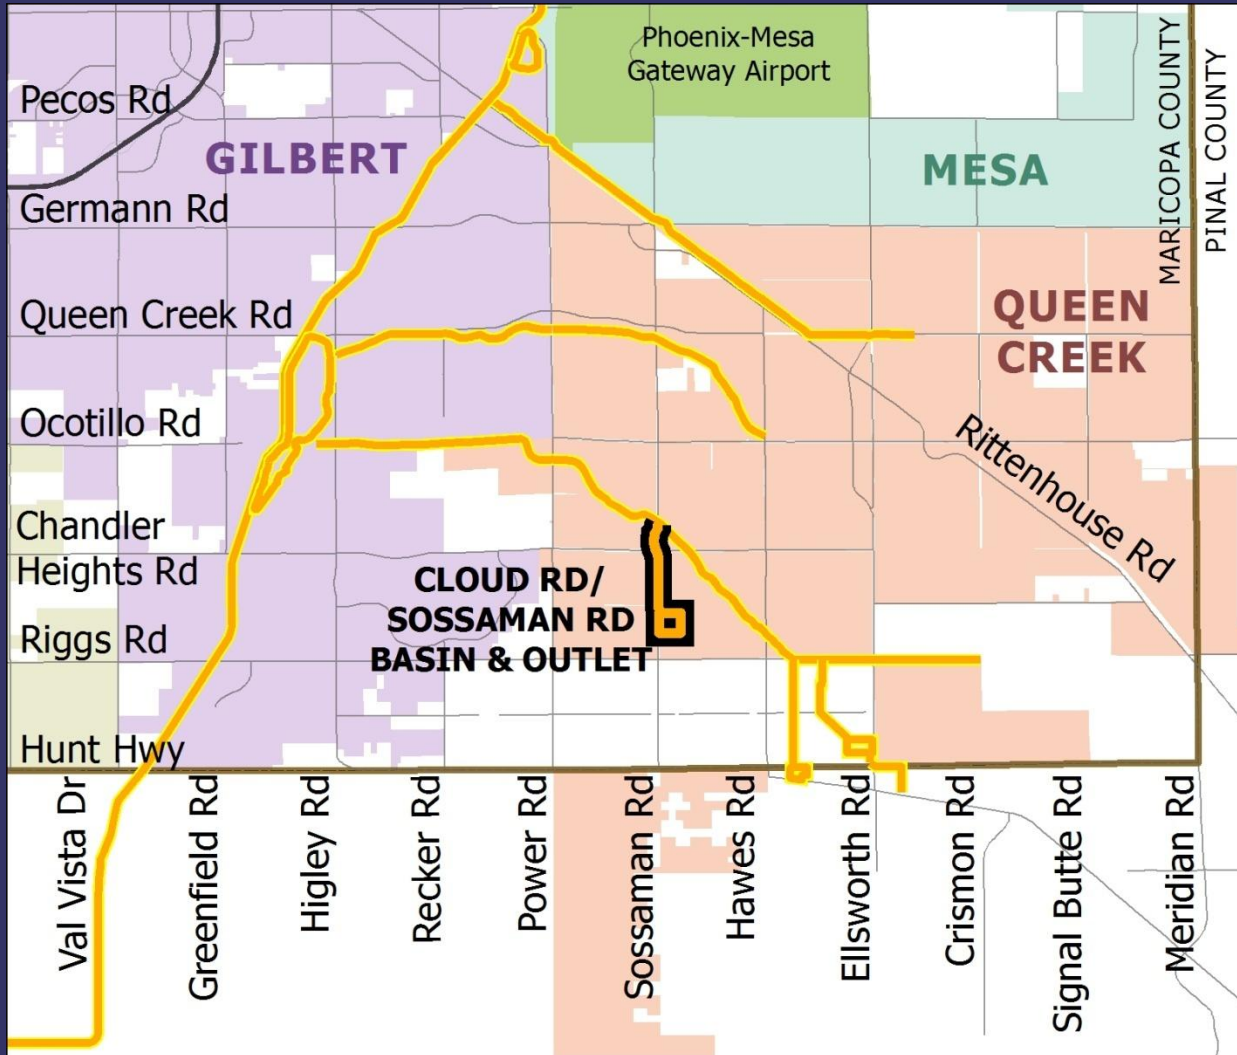 Phoenix-Mesa
Gateway Airport
MARICOPA COUNTY
PINAL COUNTY
Pecos Rd
GILBERT
MESA
Germann Rd
Queen Creek Rd
QUEEN
CREEK
Ocotillo Rd
Rittenhouse Rd
Chandler
Heights Rd
CLOUD RD/
SOSSAMAN RD
BASIN & OUTLET
Riggs Rd
Hunt Hwy
Val Vista Dr
Greenfield Rd
Higley Rd
Recker Rd
Power Rd
Sossaman Rd
Hawes Rd
Ellsworth Rd
Crismon Rd
Signal Butte Rd
Meridian Rd